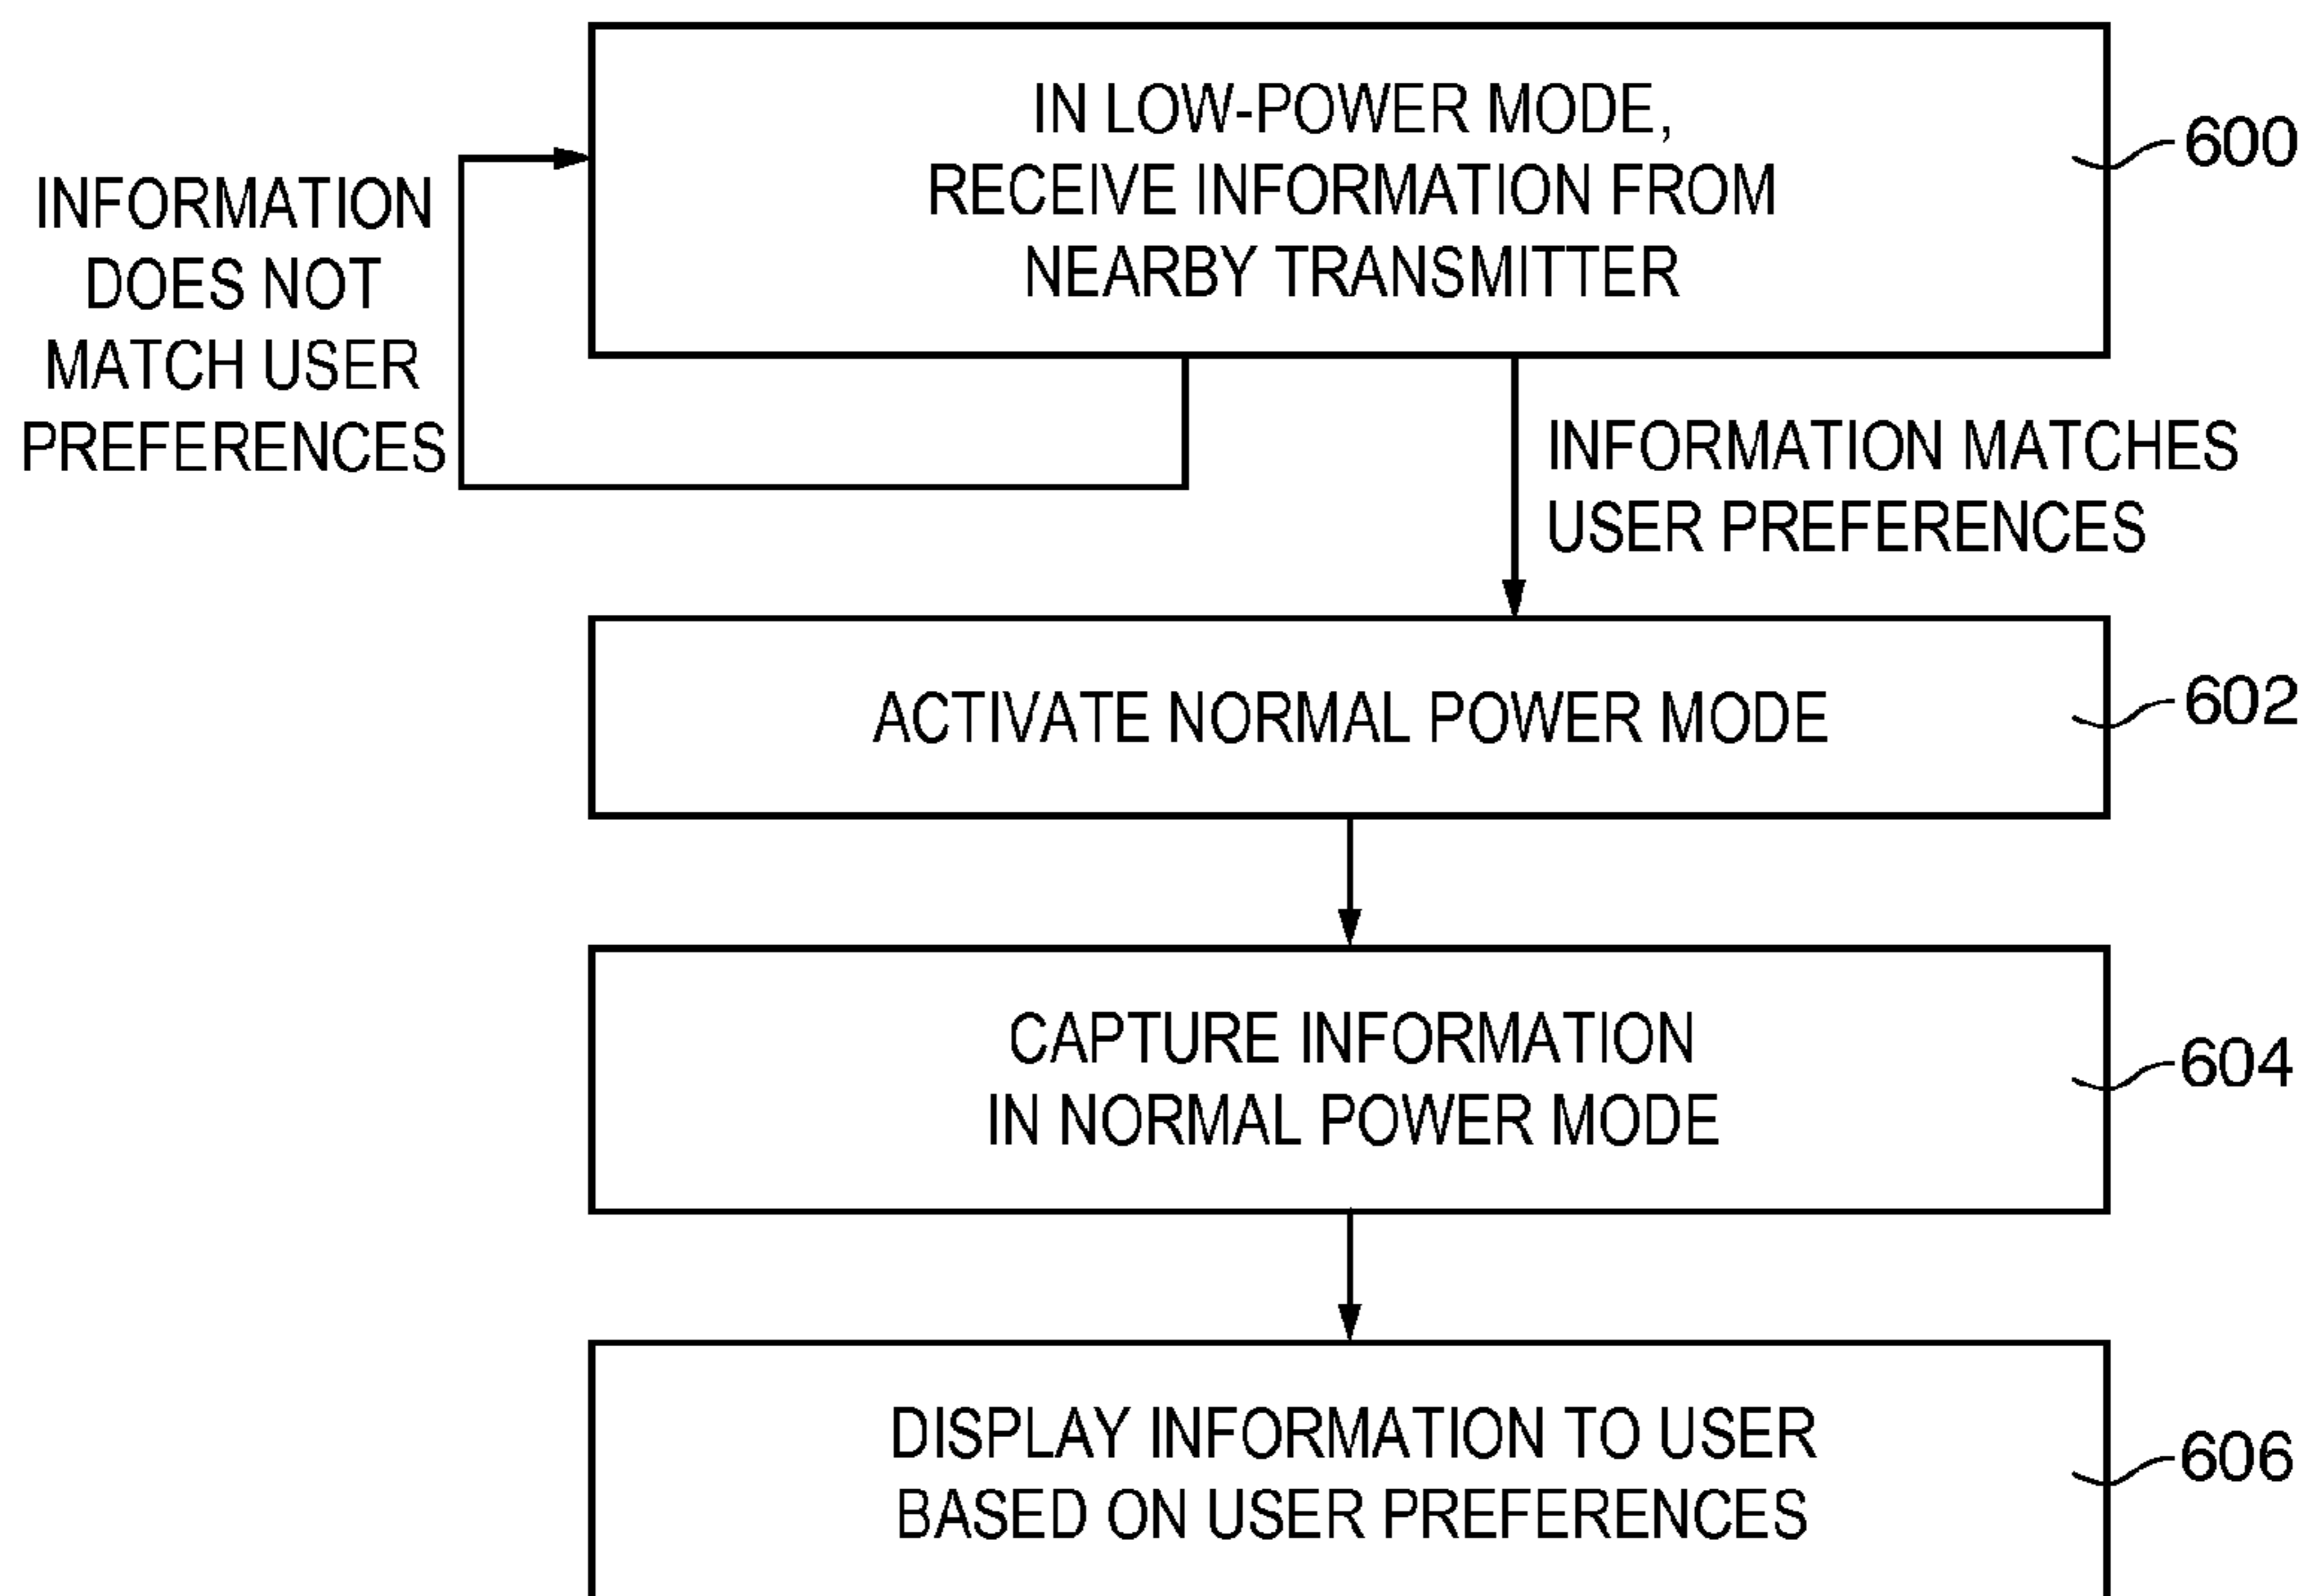 IN LOW-POWER MODE,
RECEIVE INFORMATION FROM
NEARBY TRANSMITTER
600
INFORMATION
DOES NOT
MATCH USER
PREFERENCES
INFORMATION MATCHES
USER PREFERENCES
ACTIVATE NORMAL POWER MODE
602
CAPTURE INFORMATION
IN NORMAL POWER MODE
604
DISPLAY INFORMATION TO USER
BASED ON USER PREFERENCES
606